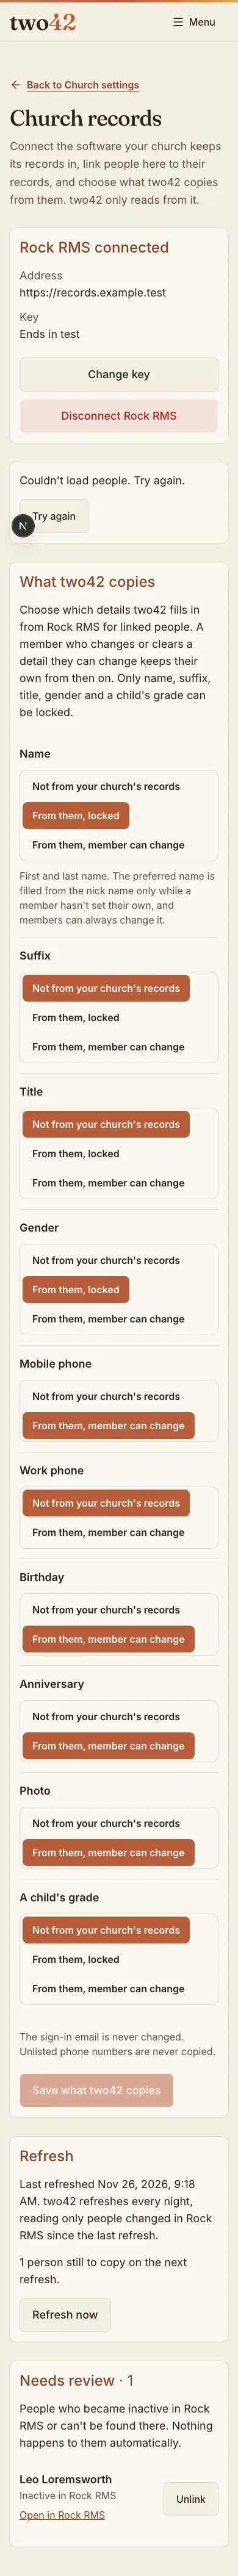 two42
Menu
Back to Church settings
Church records
Connect the software your church keeps
its records in, link people here to their
records, and choose what two42 copies
from them. two42 only reads from it.
Rock RMS connected
Address
https://records.example.test
Key
Ends in test
Change key
Disconnect Rock RMS
Couldn't load people. Try again.
Try again
N
What two42 copies
Choose which details two42 fills in
from Rock RMS for linked people. A
member who changes or clears a
detail they can change keeps their
own from then on. Only name, suffix,
title, gender and a child's grade can
be locked.
Name
Not from your church's records
From them, locked
From them, member can change
First and last name. The preferred name is
filled from the nick name only while a
member hasn't set their own, and
members can always change it.
Suffix
Not from your church's records
From them, locked
From them, member can change
Title
Not from your church's records
From them, locked
From them, member can change
Gender
Not from your church's records
From them, locked
From them, member can change
Mobile phone
Not from your church's records
From them, member can change
Work phone
Not from your church's records
From them, member can change
Birthday
Not from your church's records
From them, member can change
Anniversary
Not from your church's records
From them, member can change
Photo
Not from your church's records
From them, member can change
A child's grade
Not from your church's records
From them, locked
From them, member can change
The sign-in email is never changed.
Unlisted phone numbers are never copied.
Save what two42 copies
Refresh
Last refreshed Nov 26, 2026, 9:18
AM. two42 refreshes every night,
reading only people changed in Rock
RMS since the last refresh.
1 person still to copy on the next
refresh.
Refresh now
Needs review · 1
People who became inactive in Rock
RMS or can't be found there. Nothing
happens to them automatically.
Leo Loremsworth
Inactive in Rock RMS
Open in Rock RMS
Unlink